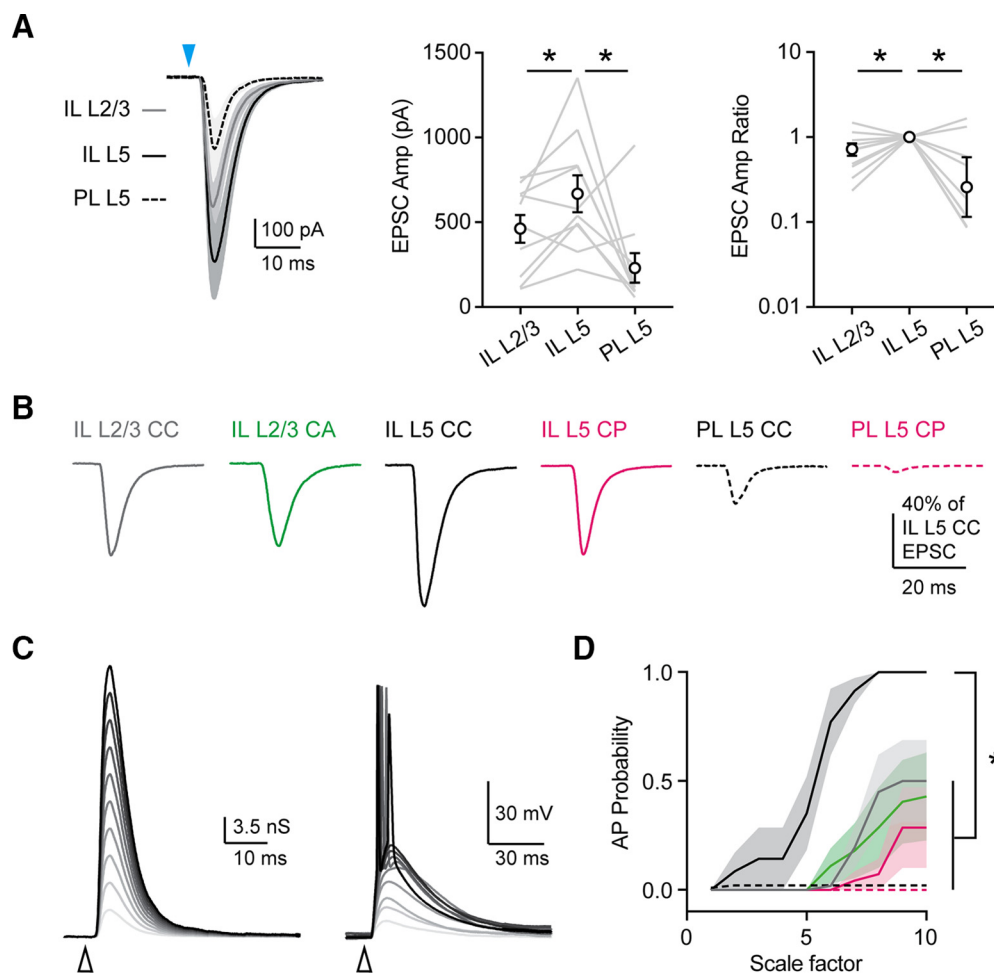 A
IL L2/3
IL L5
PL L5
100 pA
10 ms
EPSC Amp (pA)
1500
1000
500
0
IL L2/3
IL L5
PL L5
* *
EPSC Amp Ratio
10
1
0.1
0.01
IL L2/3
IL L5
PL L5
* *
B
IL L2/3 CC
IL L2/3 CA
IL L5 CC
IL L5 CP
PL L5 CC
PL L5 CP
40% of
IL L5 CC
EPSC
20 ms
C
3.5 nS
10 ms
30 mV
30 ms
D
AP Probability
1.0
0.5
0.0
0
5
10
Scale factor
*